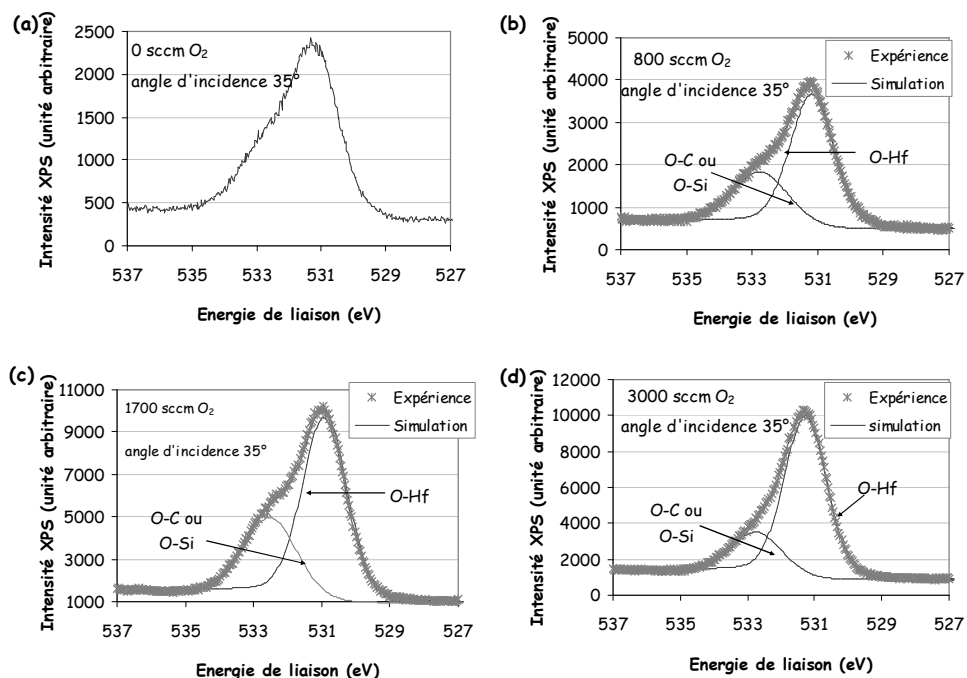 (a)
Intensité XPS (unité arbitraire)
2500
2000
1500
1000
500
0
0 sccm O2
angle d'incidence 35°
537
535
533
531
529
527
Energie de liaison (eV)
(b)
Intensité XPS (unité arbitraire)
5000
4000
3000
2000
1000
0
800 sccm O2
angle d'incidence 35°
Expérience
Simulation
O-C ou
O-Si
O-Hf
537
535
533
531
529
527
Energie de liaison (eV)
(c)
Intensité XPS (unité arbitraire)
11000
9000
7000
5000
3000
1000
1700 sccm O2
angle d'incidence 35°
Expérience
Simulation
O-C ou
O-Si
O-Hf
537
535
533
531
529
527
Energie de liaison (eV)
(d)
Intensité XPS (unité arbitraire)
12000
10000
8000
6000
4000
2000
0
3000 sccm O2
angle d'incidence 35°
Expérience
simulation
O-C ou
O-Si
O-Hf
537
535
533
531
529
527
Energie de liaison (eV)